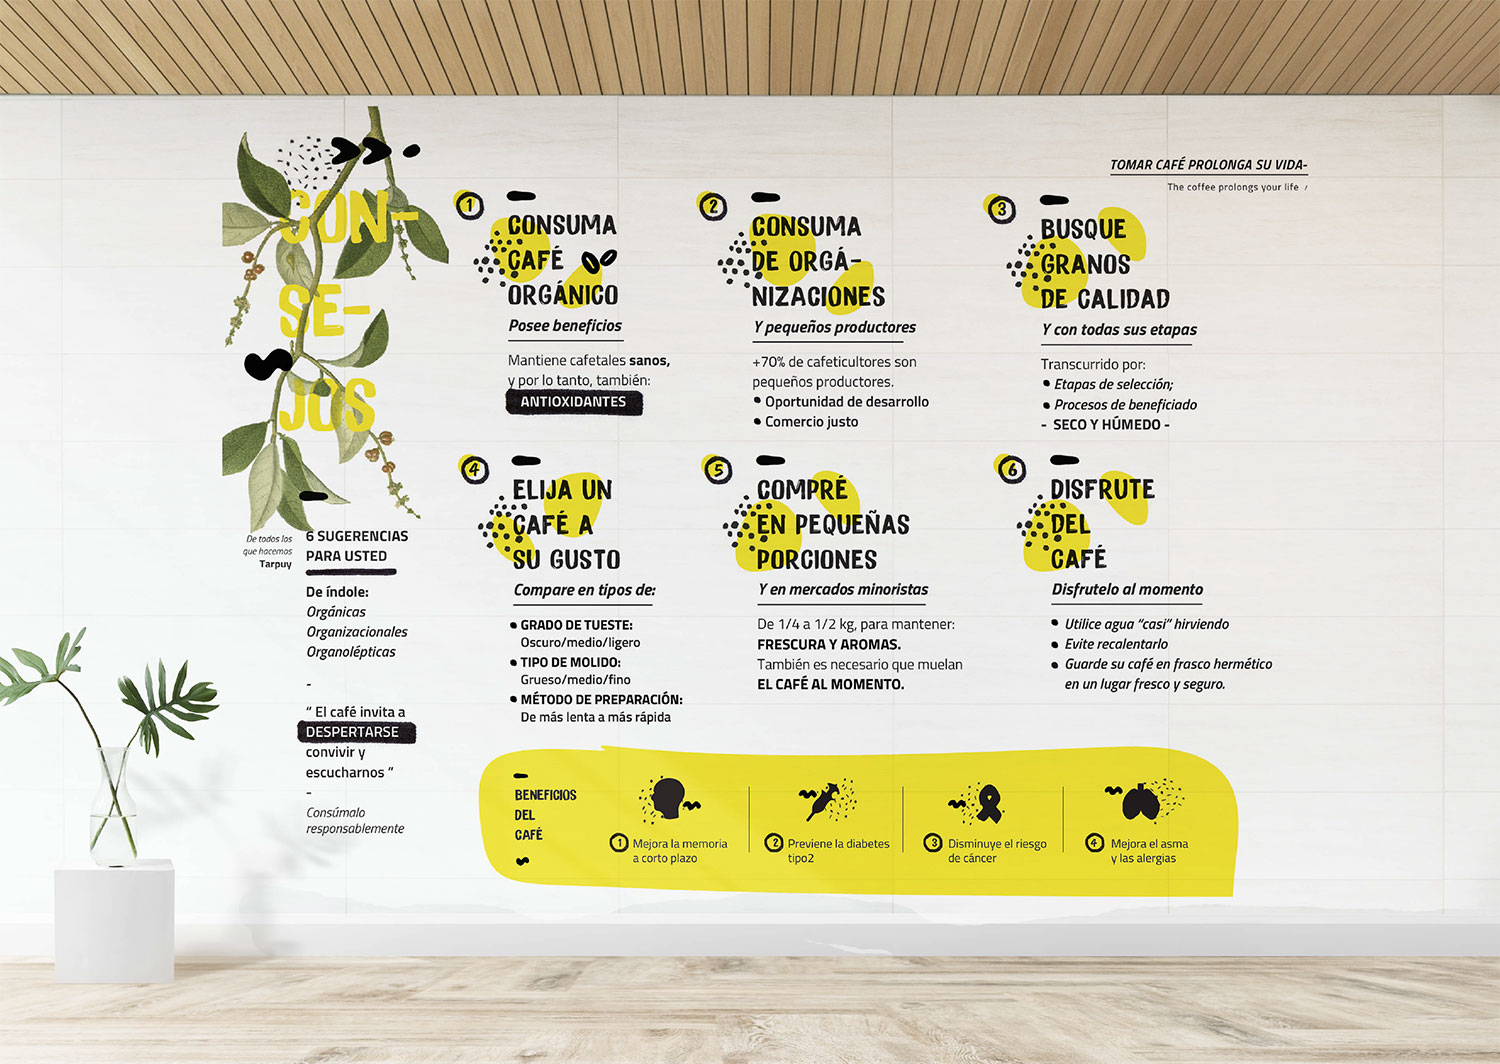 CON-
SE-
JOS
De todos los
que hacemos
Tarpuy
6 SUGERENCIAS
PARA USTED
De índole:
Orgánicas
Organizacionales
Organolépticas
-
“ El café invita a
DESPERTARSE
convivir y
escucharnos ”
-
Consúmalo
responsablemente
TOMAR CAFÉ PROLONGA SU VIDA-
The coffee prolongs your life /
1
CONSUMA
CAFÉ
ORGÁNICO
Posee beneficios
Mantiene cafetales sanos,
y por lo tanto, también:
ANTIOXIDANTES
2
CONSUMA
DE ORGÁ-
NIZACIONES
Y pequeños productores
+70% de cafeticultores son
pequeños productores.
• Oportunidad de desarrollo
• Comercio justo
3
BUSQUE
GRANOS
DE CALIDAD
Y con todas sus etapas
Transcurrido por:
• Etapas de selección;
• Procesos de beneficiado
- SECO Y HÚMEDO -
4
ELIJA UN
CAFÉ A
SU GUSTO
Compare en tipos de:
• GRADO DE TUESTE:
Oscuro/medio/ligero
• TIPO DE MOLIDO:
Grueso/medio/fino
• MÉTODO DE PREPARACIÓN:
De más lenta a más rápida
5
COMPRÉ
EN PEQUEÑAS
PORCIONES
Y en mercados minoristas
De 1/4 a 1/2 kg, para mantener:
FRESCURA Y AROMAS.
También es necesario que muelan
EL CAFÉ AL MOMENTO.
6
DISFRUTE
DEL
CAFÉ
Disfrutelo al momento
• Utilice agua “casi” hirviendo
• Evite recalentarlo
• Guarde su café en frasco hermético
en un lugar fresco y seguro.
BENEFICIOS
DEL
CAFÉ
1 Mejora la memoria
a corto plazo
2 Previene la diabetes
tipo2
3 Disminuye el riesgo
de cáncer
4 Mejora el asma
y las alergias